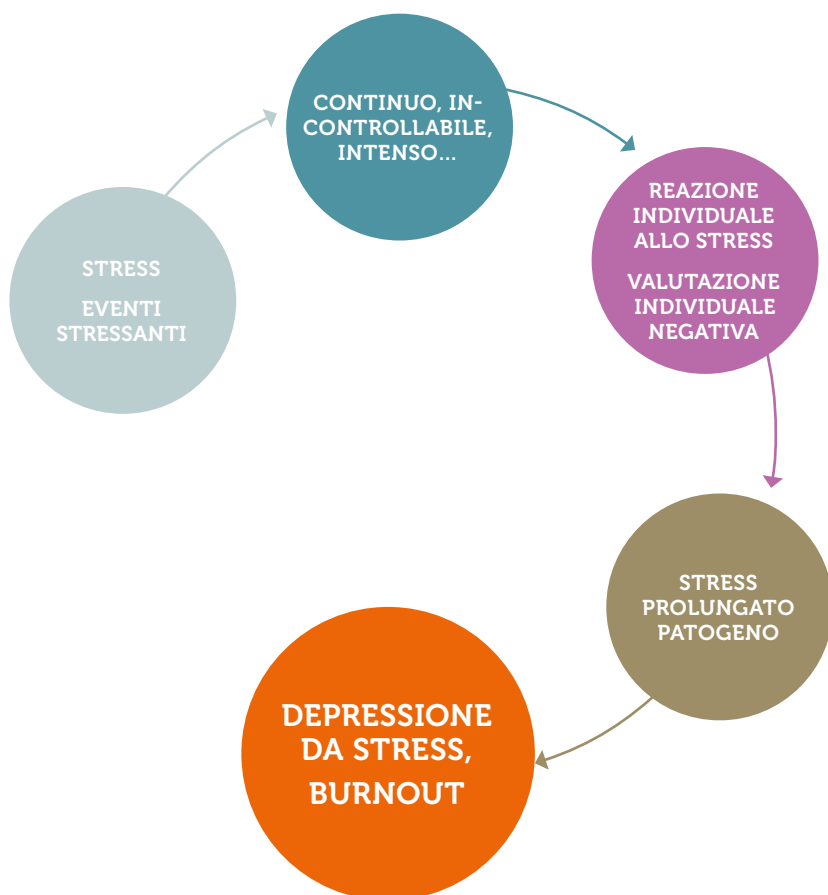 STRESS
EVENTI
STRESSANTI
CONTINUO, IN-
CONTROLLABILE,
INTENSO...
REAZIONE
INDIVIDUALE
ALLO STRESS
VALUTAZIONE
INDIVIDUALE
NEGATIVA
STRESS
PROLUNGATO
PATOGENO
DEPRESSIONE
DA STRESS,
BURNOUT